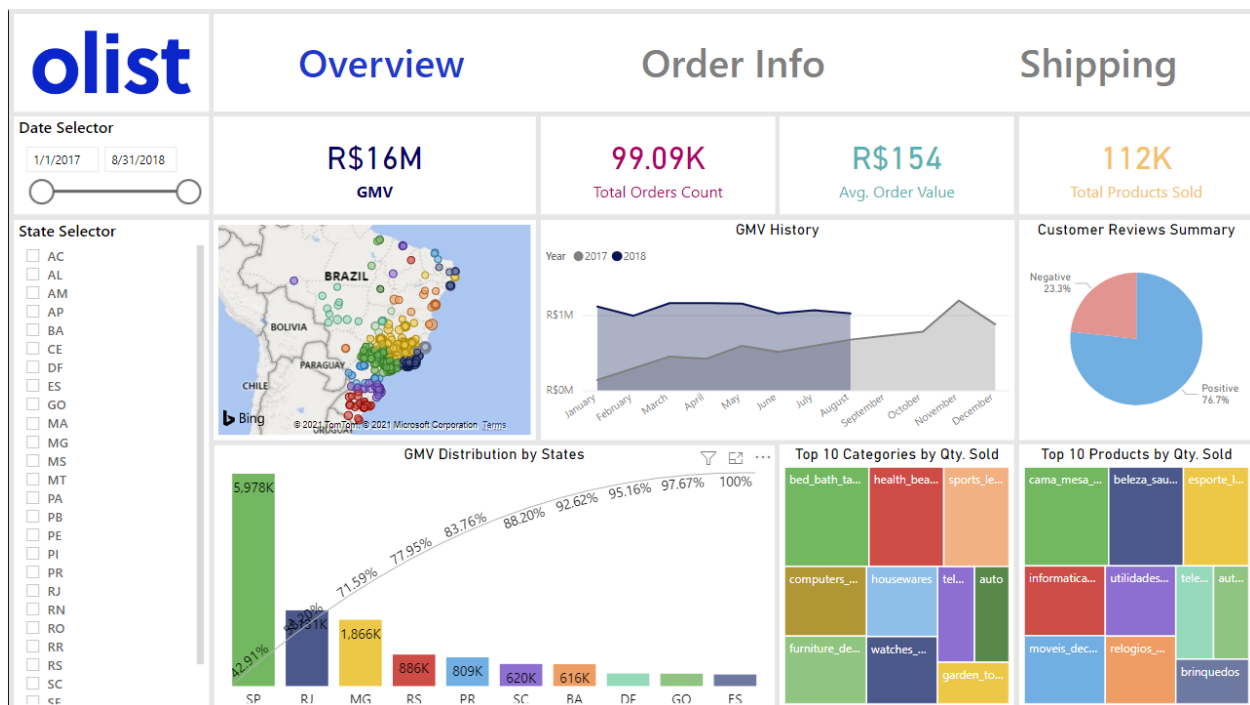 olist
Overview
Order Info
Shipping
Date Selector
1/1/2017
8/31/2018
R$16M
GMV
99.09K
Total Orders Count
R$154
Avg. Order Value
112K
Total Products Sold
State Selector
AC
AL
AM
AP
BA
CE
DF
ES
GO
MA
MG
MS
MT
PA
PB
PE
PI
PR
RJ
RN
RO
RR
RS
SC
SE
BRAZIL
BOLIVIA
PARAGUAY
CHILE
URUGUAY
Bing
© 2021 TomTom, © 2021 Microsoft Corporation Terms
GMV History
Year 2017 2018
R$1M
R$0M
January
February
March
April
May
June
July
August
September
October
November
December
Customer Reviews Summary
Negative
23.3%
Positive
76.7%
GMV Distribution by States
...
5,978K
1,866K
886K
809K
620K
616K
42.91%
71.59%
77.95%
83.76%
88.20%
92.62%
95.16%
97.67%
100%
SP RJ MG RS PR SC BA DF GO ES
Top 10 Categories by Qty. Sold
bed_bath_ta...
health_bea...
sports_le...
computers_...
housewares
tel...
auto
furniture_de...
watches_...
garden_to...
Top 10 Products by Qty. Sold
cama_mesa_...
beleza_sau...
esporte_l...
informatica...
utilidades...
tele...
aut...
moveis_dec...
relogios_...
brinquedos